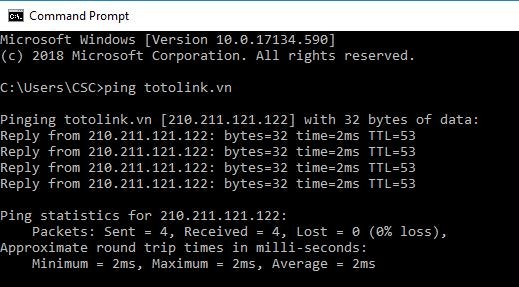 Command Prompt
Microsoft Windows [Version 10.0.17134.590]
(c) 2018 Microsoft Corporation. All rights reserved.
C:\Users\CSC>ping totolink.vn
Pinging totolink.vn [210.211.121.122] with 32 bytes of data:
Reply from 210.211.121.122: bytes=32 time=2ms TTL=53
Reply from 210.211.121.122: bytes=32 time=2ms TTL=53
Reply from 210.211.121.122: bytes=32 time=2ms TTL=53
Reply from 210.211.121.122: bytes=32 time=2ms TTL=53
Ping statistics for 210.211.121.122:
Packets: Sent = 4, Received = 4, Lost = 0 (0% loss),
Approximate round trip times in milli-seconds:
Minimum = 2ms, Maximum = 2ms, Average = 2ms